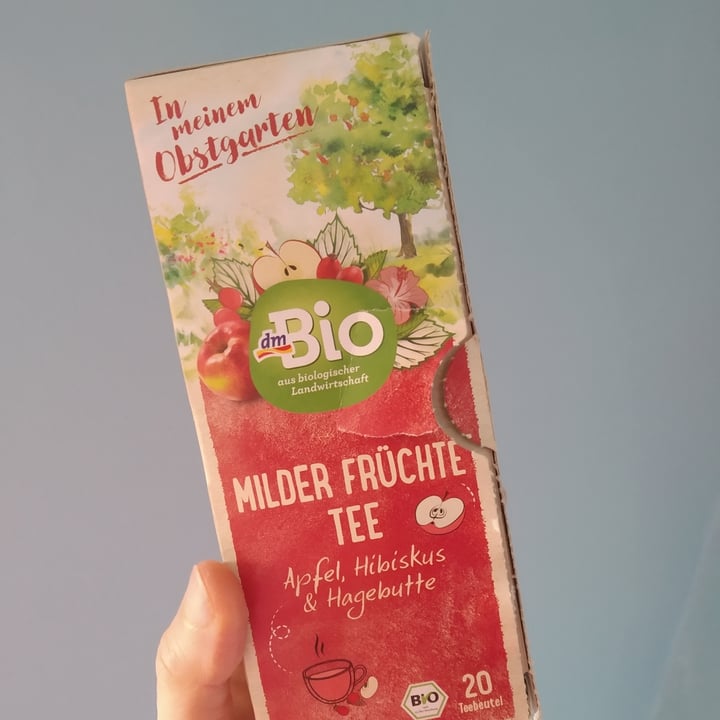 In
meinem
Obstgarten
dm
Bio
aus biologischer
Landwirtschaft
MILDER FRÜCHTE
TEE
Apfel, Hibiskus
& Hagebutte
Bio
20
Teebeutel